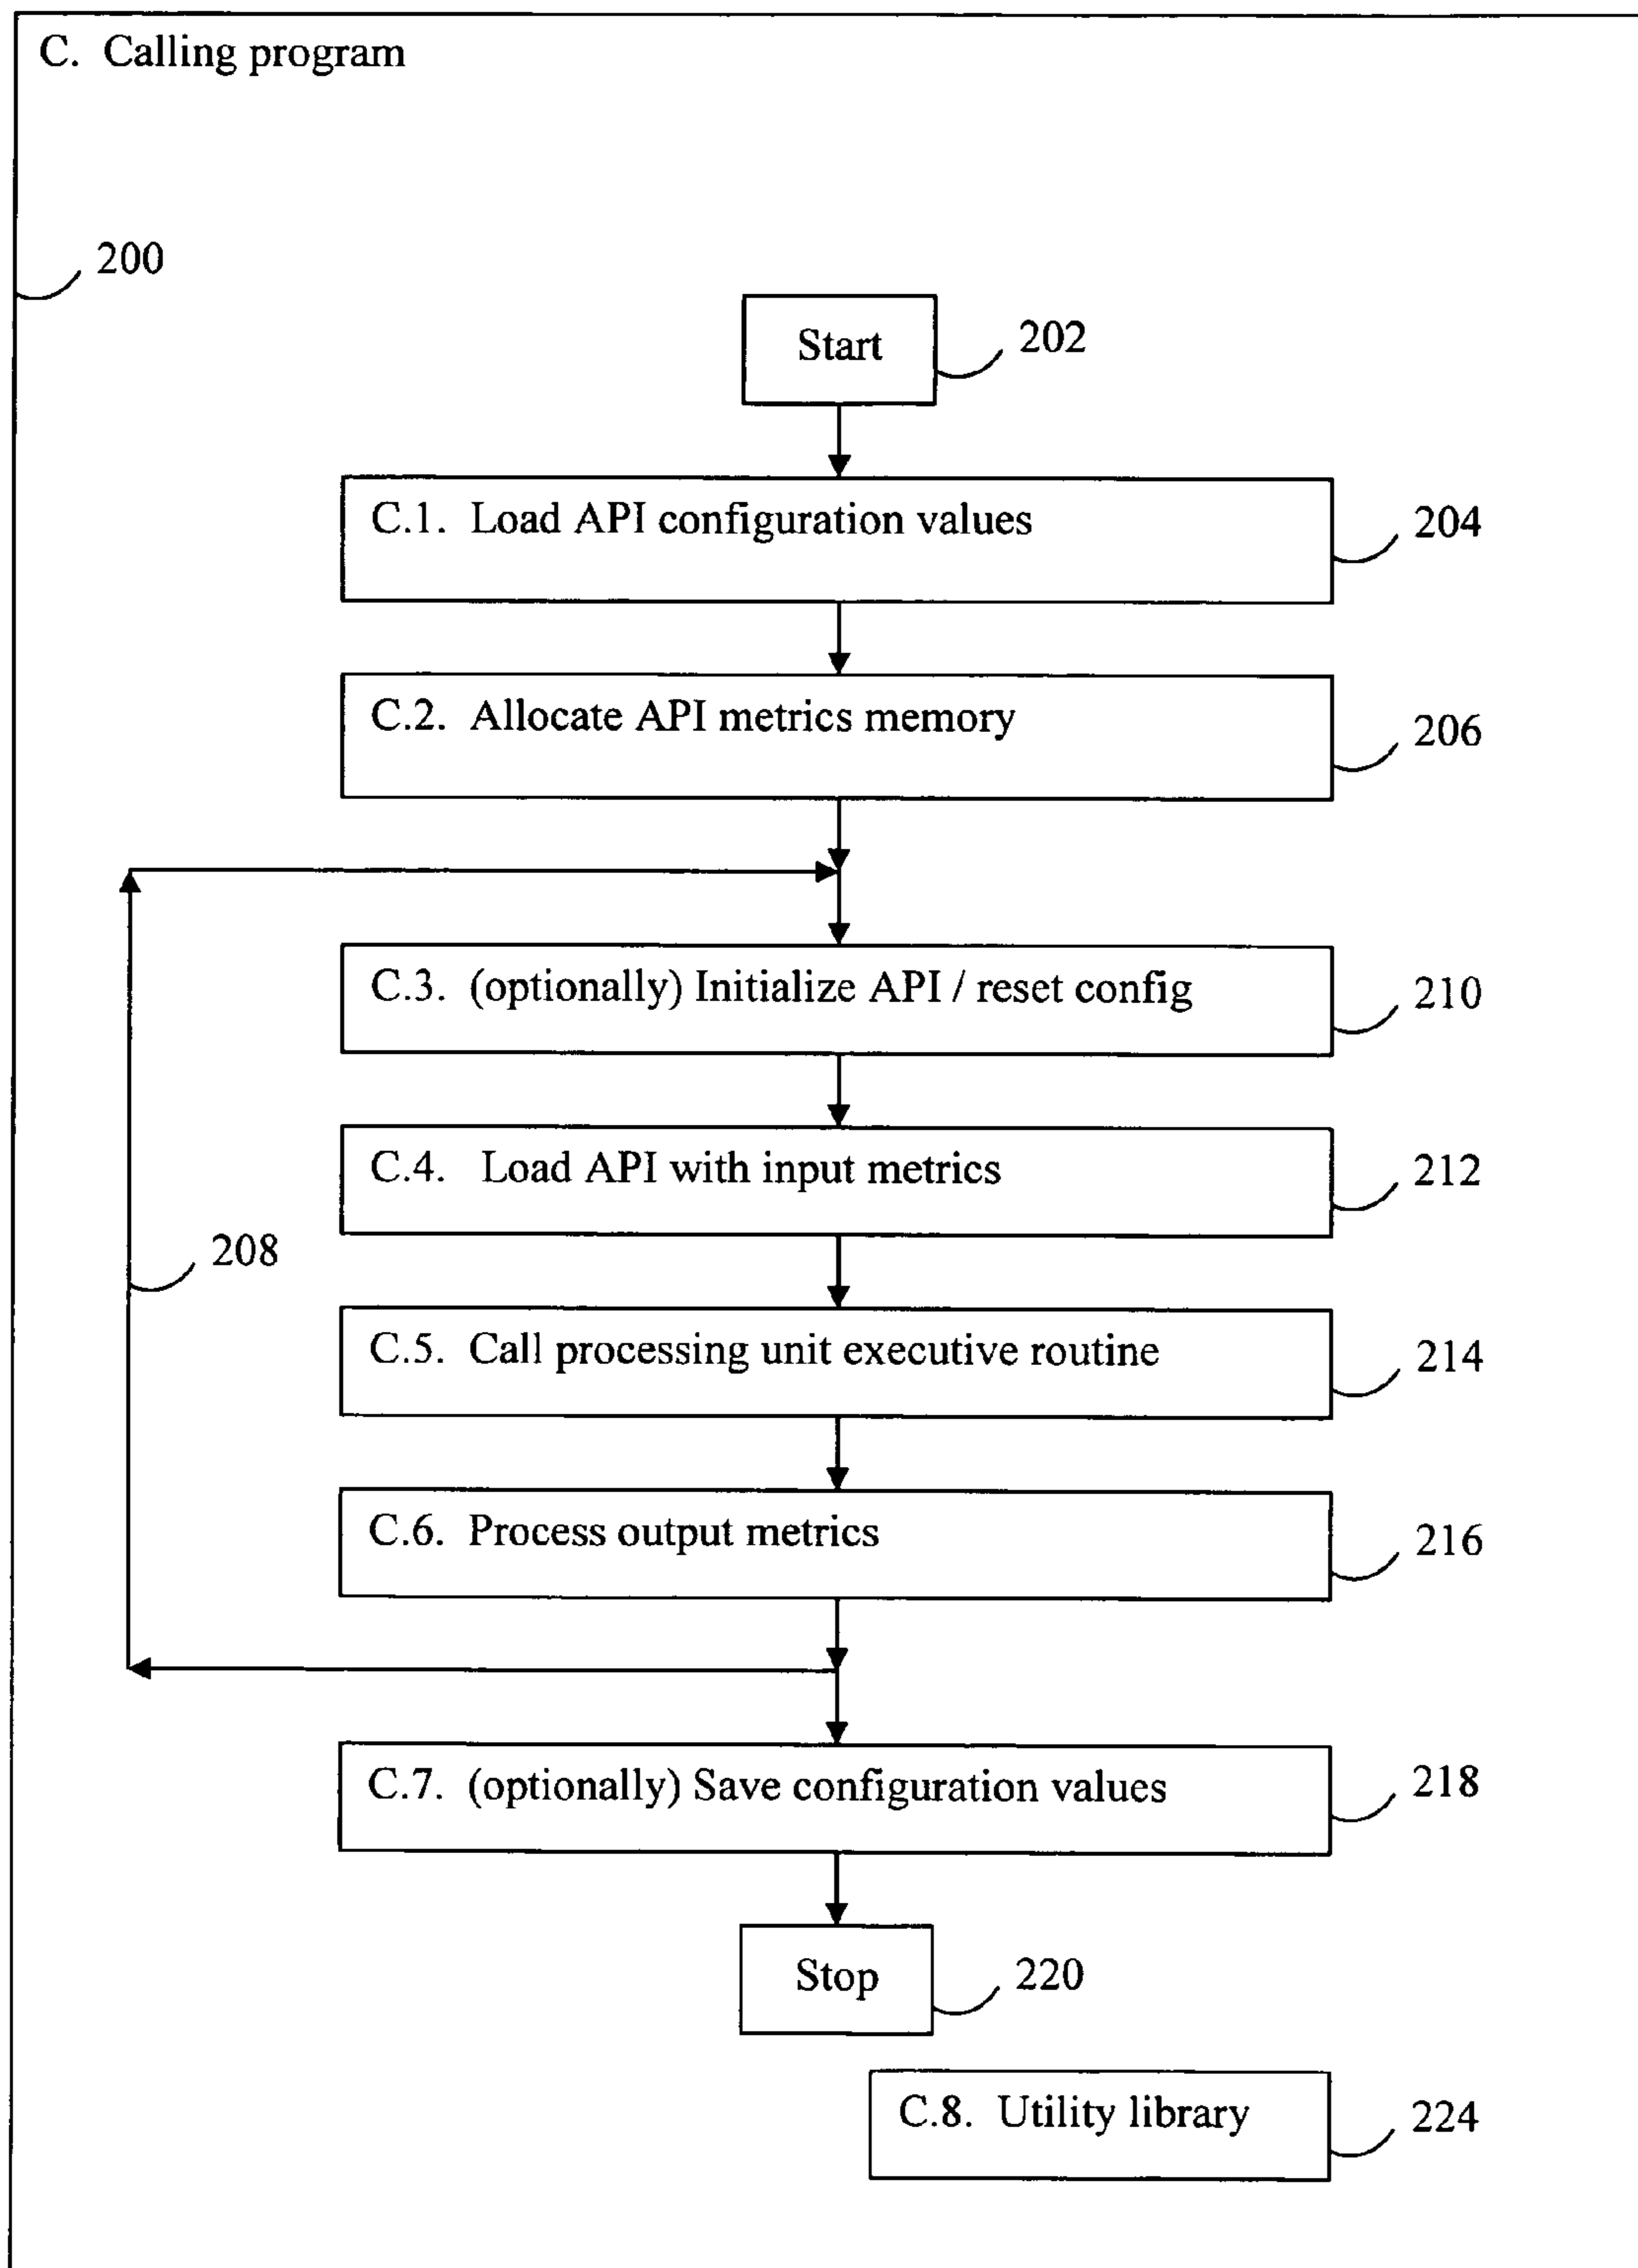 C. Calling program
200
Start
202
C.1. Load API configuration values
204
C.2. Allocate API metrics memory
206
C.3. (optionally) Initialize API / reset config
210
C.4. Load API with input metrics
212
208
C.5. Call processing unit executive routine
214
C.6. Process output metrics
216
C.7. (optionally) Save configuration values
218
Stop
220
C.8. Utility library
224